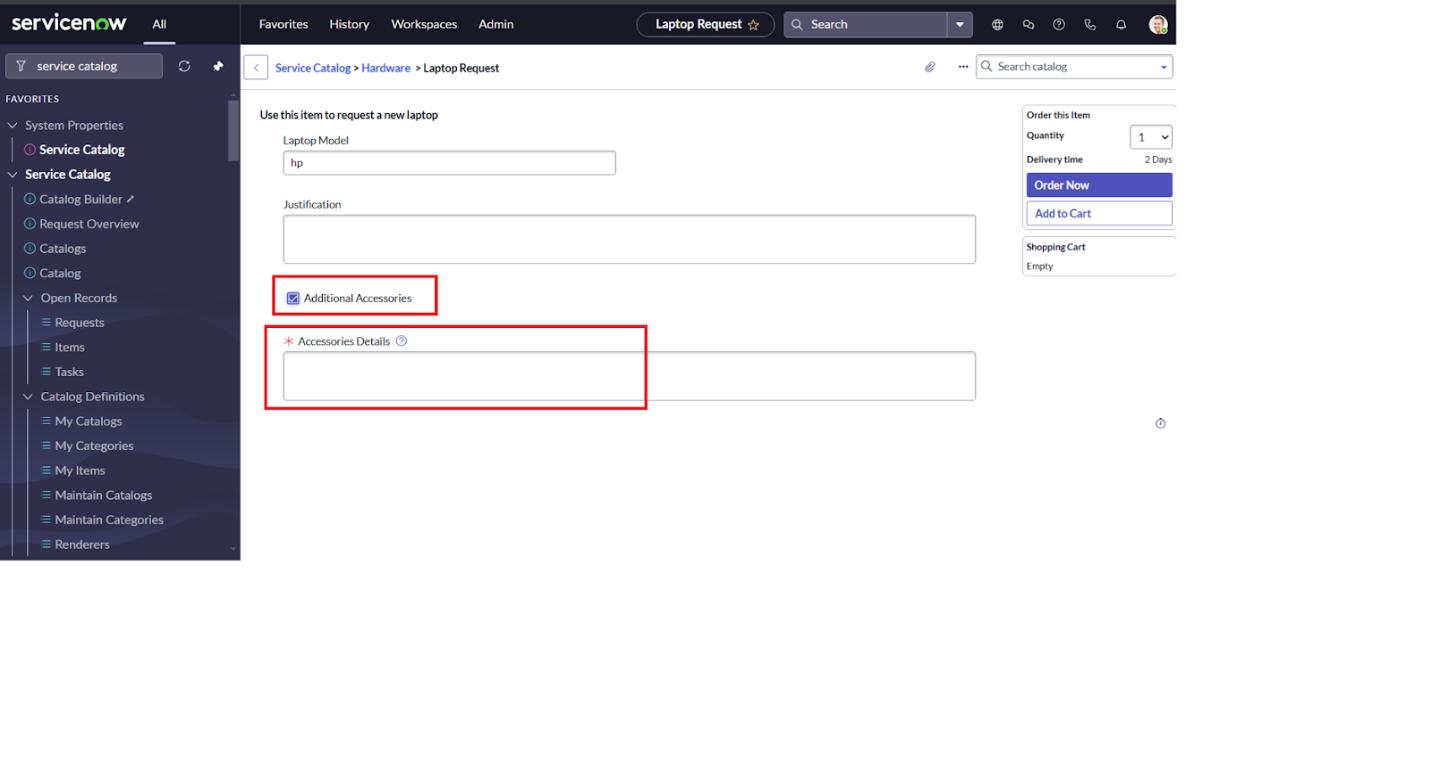 servicenow
All
Favorites History Workspaces Admin
Laptop Request
Search
service catalog
FAVORITES
System Properties
Service Catalog
Service Catalog
Catalog Builder
Request Overview
Catalogs
Catalog
Open Records
Requests
Items
Tasks
Catalog Definitions
My Catalogs
My Categories
My Items
Maintain Catalogs
Maintain Categories
Renderers
Service Catalog > Hardware > Laptop Request
Search catalog
Use this item to request a new laptop
Laptop Model
hp
Justification
Additional Accessories
* Accessories Details
Order this Item
Quantity 1
Delivery time 2 Days
Order Now
Add to Cart
Shopping Cart
Empty